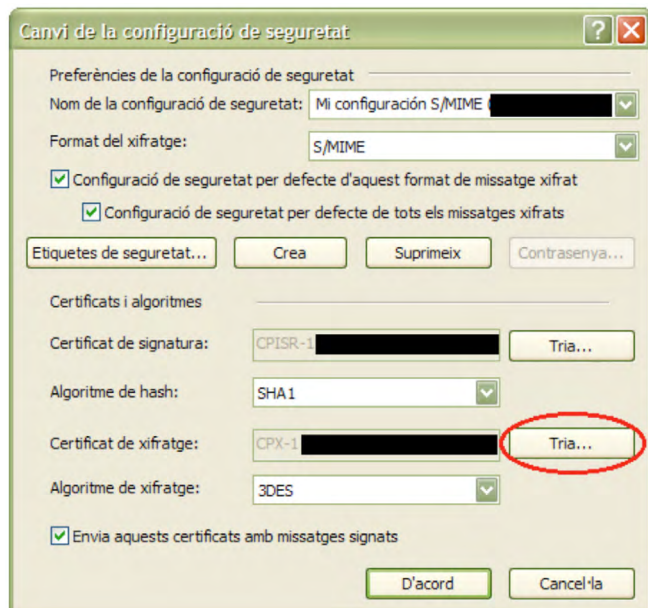 Canvi de la configuració de seguretat
Preferències de la configuració de seguretat
Nom de la configuració de seguretat: Mi configuración S/MIME (
Format del xifratge: S/MIME
Configuració de seguretat per defecte d'aquest format de missatge xifrat
Configuració de seguretat per defecte de tots els missatges xifrats
Etiquetes de seguretat... Crea Suprimeix Contrasenya...
Certificats i algoritmes
Certificat de signatura: CPISR-1 Tria...
Algoritme de hash: SHA1
Certificat de xifratge: CPX-1 Tria...
Algoritme de xifratge: 3DES
Envia aquests certificats amb missatges signats
D'acord Cancel·la